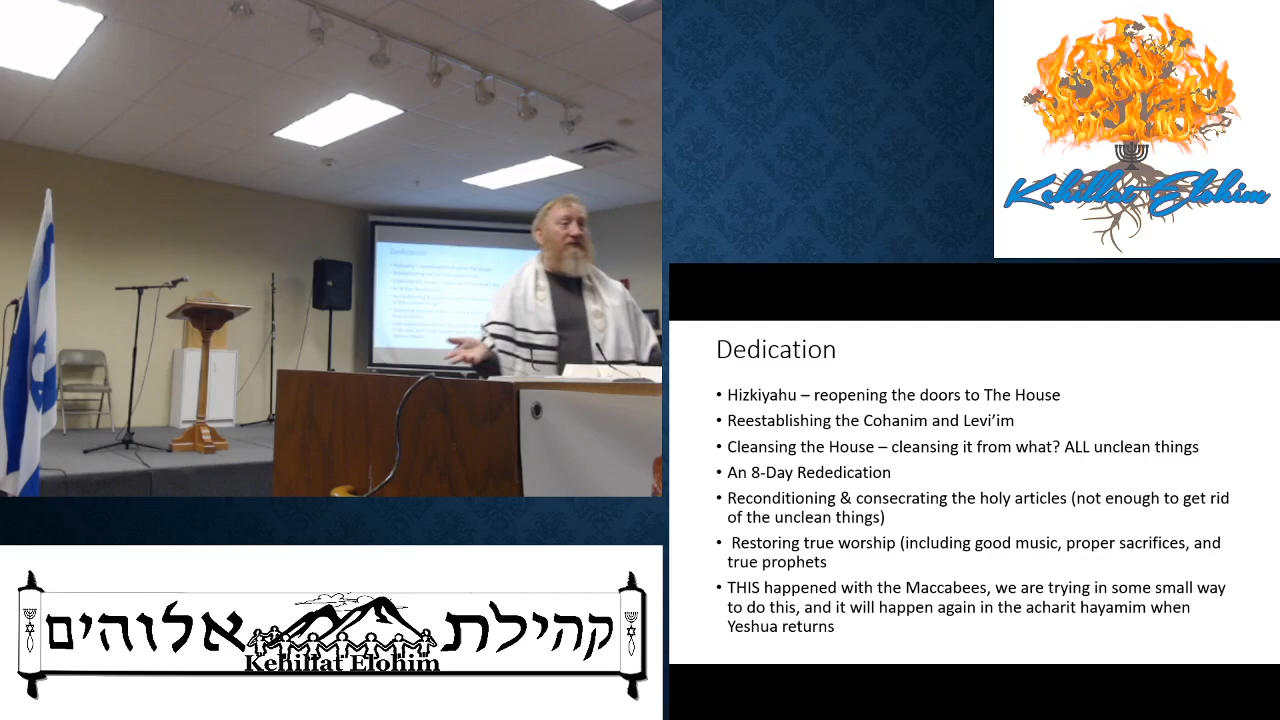 Kehillat Elohim
Dedication
Dedication
• Hizkiyahu – reopening the doors to The House
• Reestablishing the Cohanim and Levi’im
• Cleansing the House – cleansing it from what? ALL unclean things
• An 8-Day Rededication
• Reconditioning & consecrating the holy articles (not enough to get rid
of the unclean things)
• Restoring true worship (including good music, proper sacrifices, and
true prophets
• THIS happened with the Maccabees, we are trying in some small way
to do this, and it will happen again in the acharit hayamim when
Yeshua returns
קהילת אלוהים
Kehillat Elohim